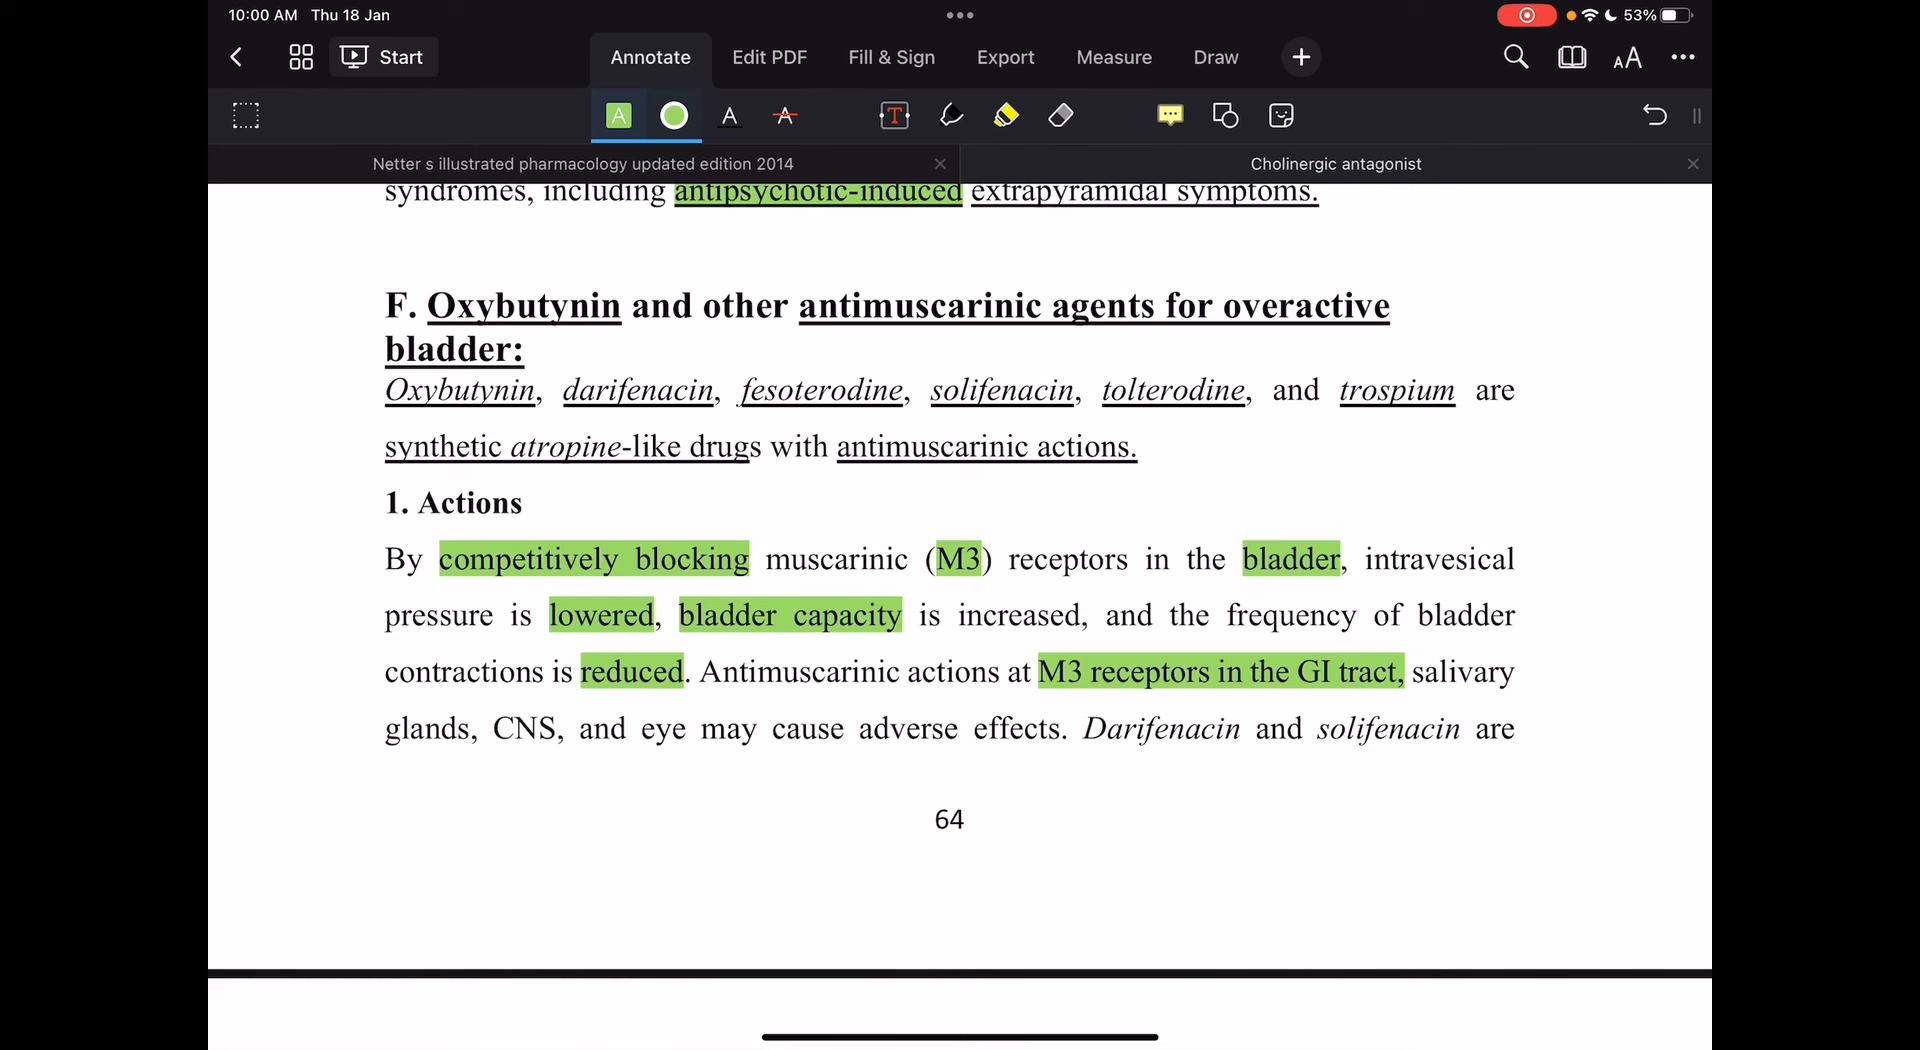 10:00 AM Thu 18 Jan
53%
Start
Annotate
Edit PDF
Fill & Sign
Export
Measure
Draw
Netter s illustrated pharmacology updated edition 2014
Cholinergic antagonist
syndromes, including antipsychotic-induced extrapyramidal symptoms.
F. Oxybutynin and other antimuscarinic agents for overactive
bladder:
Oxybutynin, darifenacin, fesoterodine, solifenacin, tolterodine, and trospium are
synthetic atropine-like drugs with antimuscarinic actions.
1. Actions
By competitively blocking muscarinic (M3) receptors in the bladder, intravesical
pressure is lowered, bladder capacity is increased, and the frequency of bladder
contractions is reduced. Antimuscarinic actions at M3 receptors in the GI tract, salivary
glands, CNS, and eye may cause adverse effects. Darifenacin and solifenacin are
64